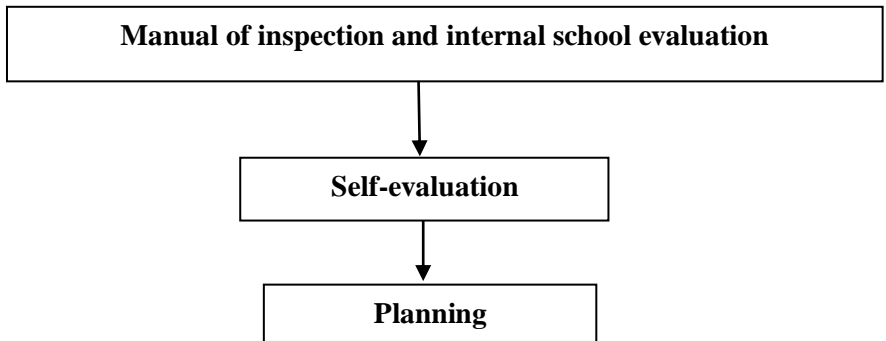 Manual of inspection and internal school evaluation
Self-evaluation
Planning